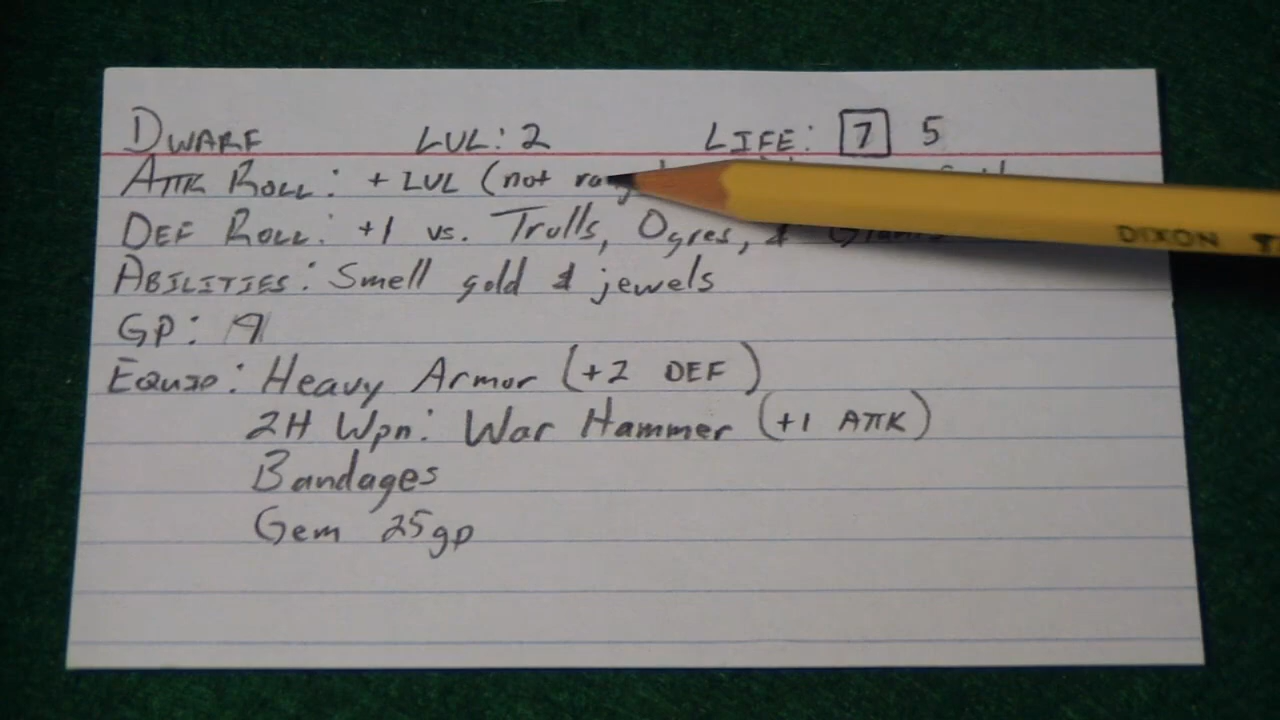 DWARF LVL: 2 LIFE: 7 5
ATTK ROLL: + LVL (not
DEF ROLL: +1 vs. Trolls, Ogres, &
ABILITIES: Smell gold & jewels
GP: 9
EQUIP: Heavy Armor (+2 DEF)
2H Wpn: War Hammer (+1 ATTK)
Bandages
Gem 25gp
DIXON